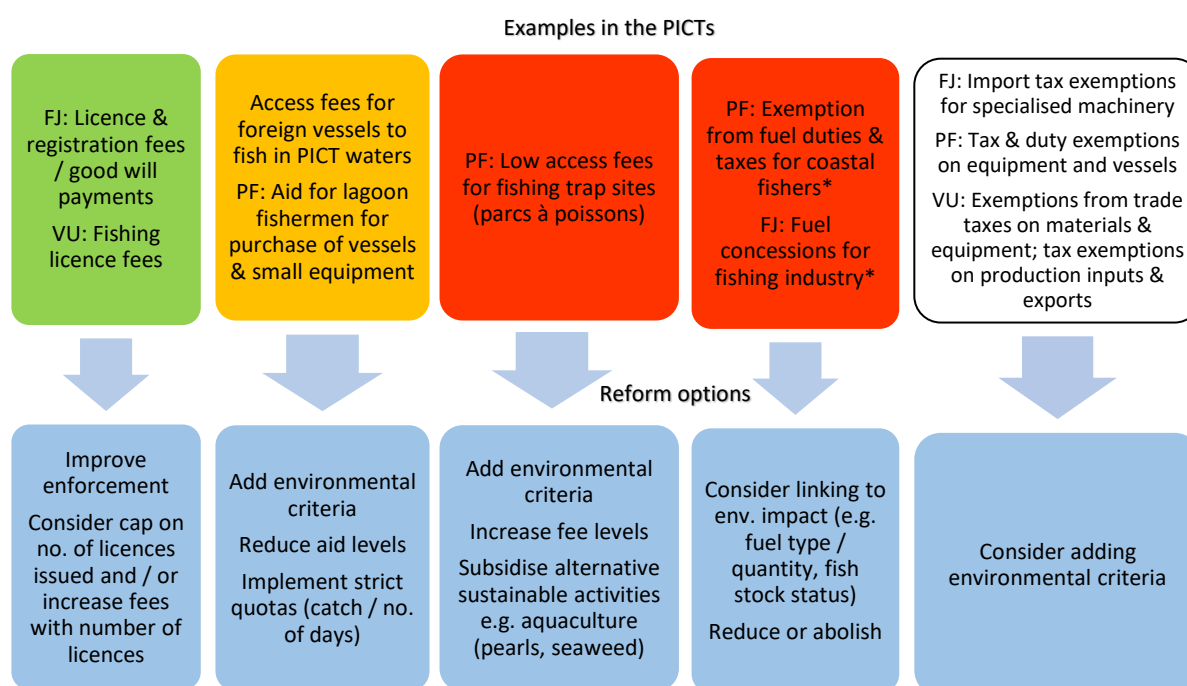 Examples in the PICTs
FJ: Licence &
registration fees
/ good will
payments
VU: Fishing
licence fees
Access fees for
foreign vessels to
fish in PICT waters
PF: Aid for lagoon
fishermen for
purchase of vessels
& small equipment
PF: Low access fees
for fishing trap sites
(parcs à poissons)
PF: Exemption
from fuel duties &
taxes for coastal
fishers*
FJ: Fuel
concessions for
fishing industry*
FJ: Import tax exemptions
for specialised machinery
PF: Tax & duty exemptions
on equipment and vessels
VU: Exemptions from trade
taxes on materials &
equipment; tax exemptions
on production inputs &
exports
Reform options
Improve
enforcement
Consider cap on
no. of licences
issued and / or
increase fees
with number of
licences
Add environmental
criteria
Reduce aid levels
Implement strict
quotas (catch / no.
of days)
Add environmental
criteria
Increase fee levels
Subsidise alternative
sustainable activities
e.g. aquaculture
(pearls, seaweed)
Consider linking to
env. impact (e.g.
fuel type /
quantity, fish
stock status)
Reduce or abolish
Consider adding
environmental criteria